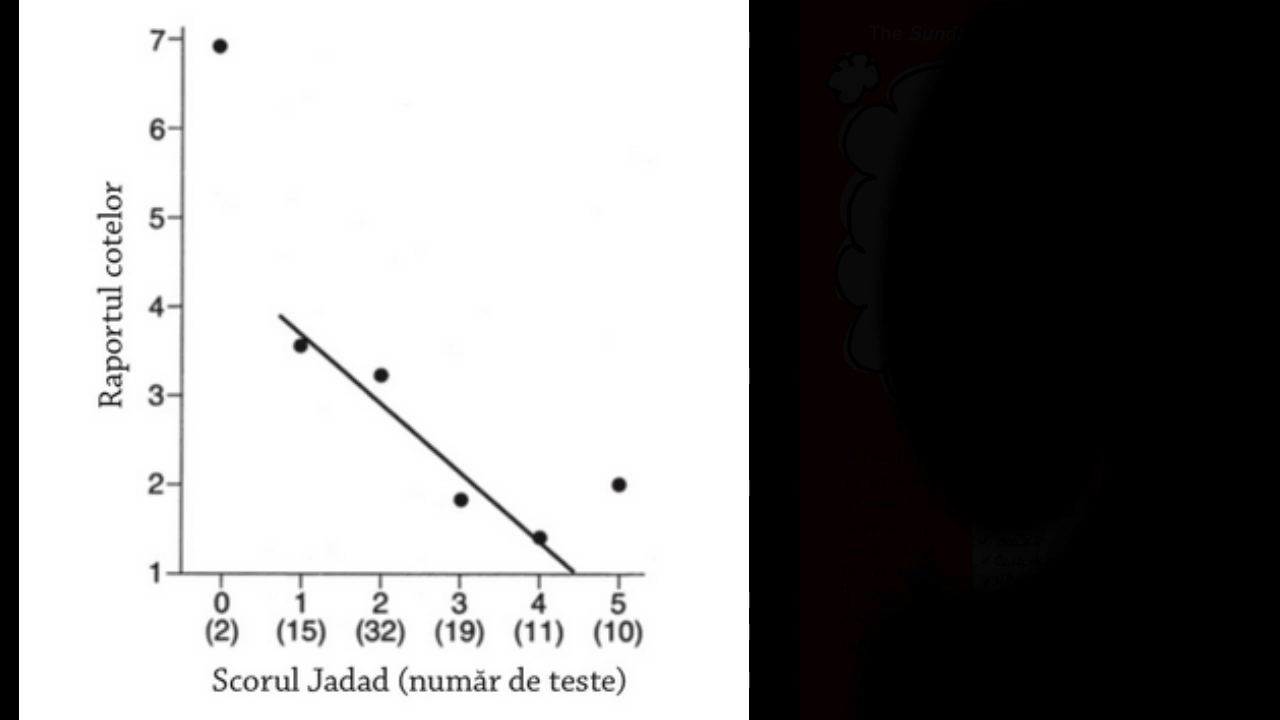 7
6
5
4
3
2
1
Raportul cotelor
0 1 2 3 4 5
(2) (15) (32) (19) (11) (10)
Scorul Jadad (număr de teste)
The